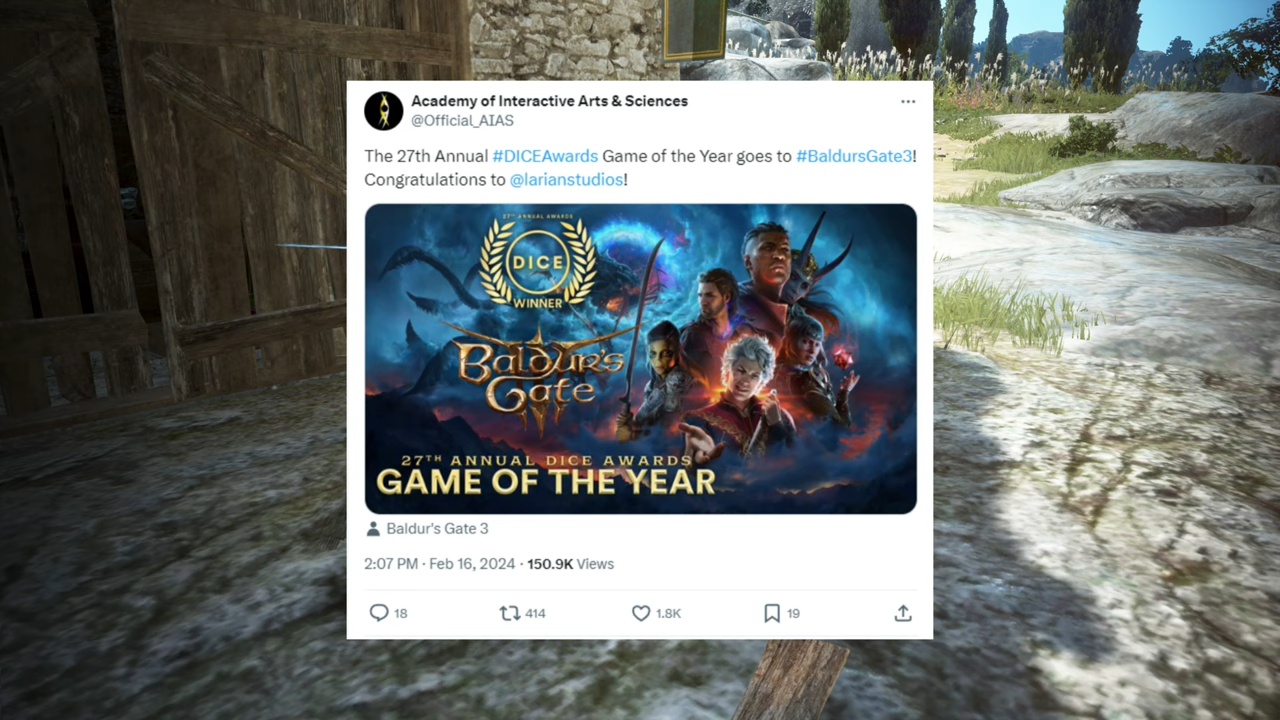 Academy of Interactive Arts & Sciences
@Official_AIAS
The 27th Annual #DICEAwards Game of the Year goes to #BaldursGate3!
Congratulations to @larianstudios!
27TH ANNUAL AWARDS
DICE
WINNER
Baldur's
Gate
27TH ANNUAL DICE AWARDS
GAME OF THE YEAR
Baldur's Gate 3
2:07 PM · Feb 16, 2024 · 150.9K Views
18 414 1.8K 19